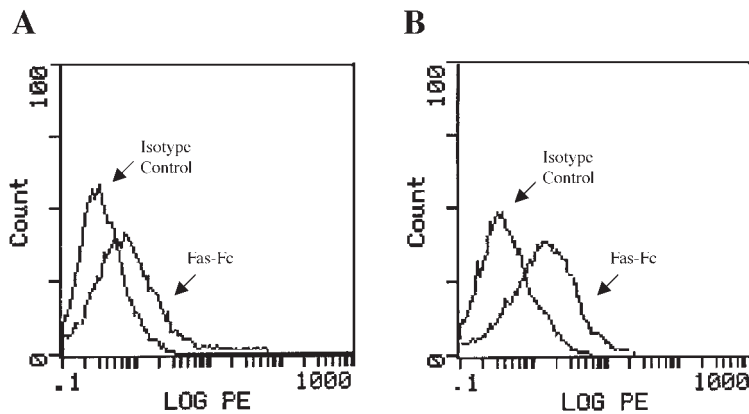 A
100
Count
0
Isotype
Control
Fas-Fc
.1
1000
LOG PE
B
100
Count
0
Isotype
Control
Fas-Fc
.1
1000
LOG PE